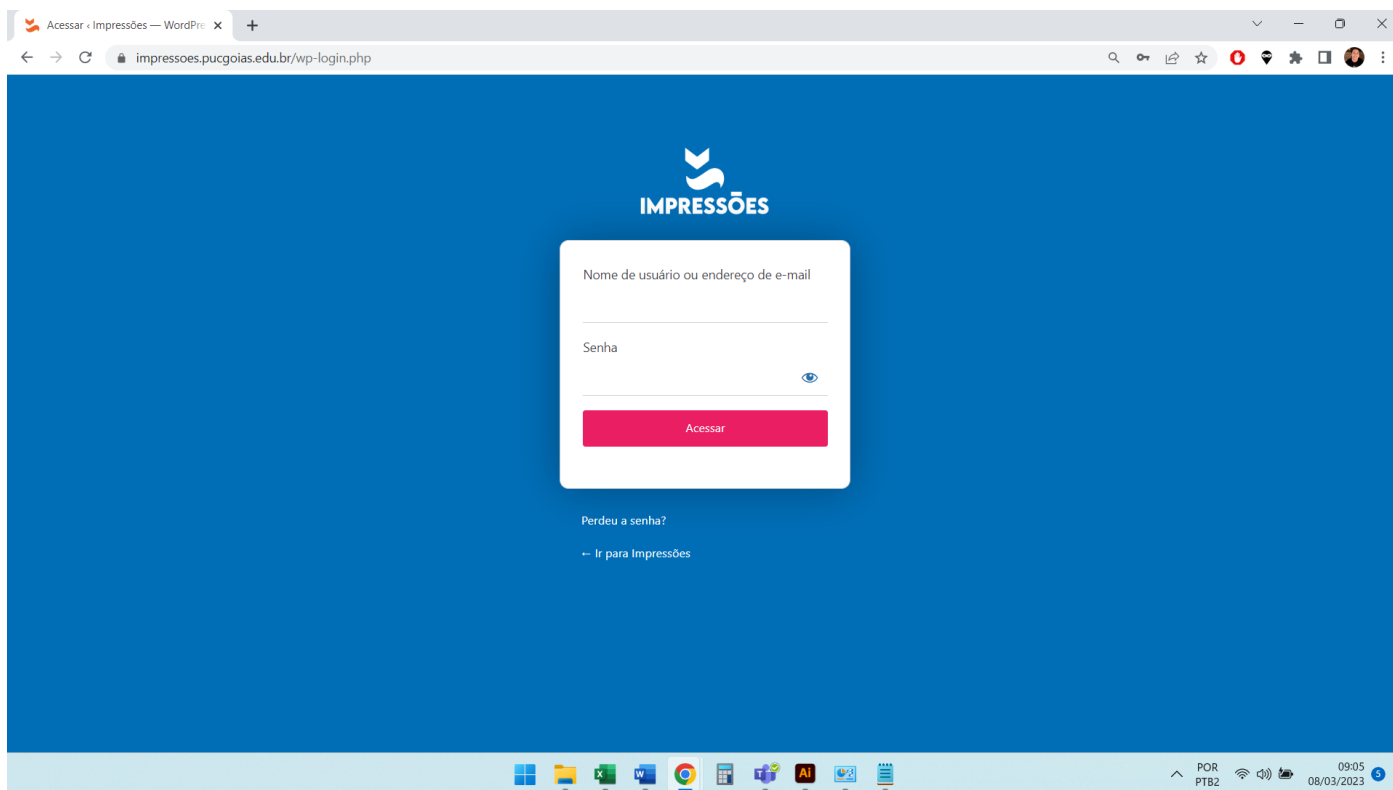 Acessar ‹ Impressões — WordPre
impressoes.pucgoias.edu.br/wp-login.php
IMPRESSÕES
Nome de usuário ou endereço de e-mail
Senha
Acessar
Perdeu a senha?
← Ir para Impressões
X
W
T
Ai
POR
PTB2
09:05
08/03/2023
5